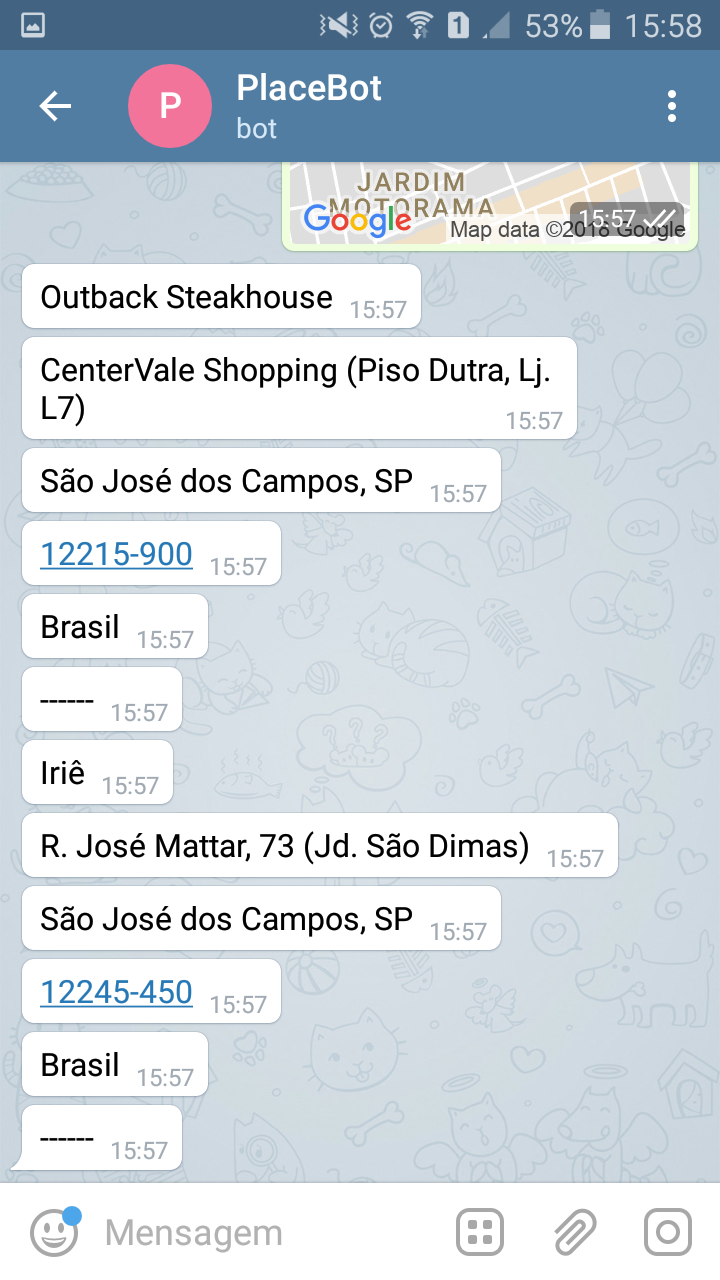 53% 15:58
P
PlaceBot
bot
JARDIM
MOTORAMA
Google
Map data ©2016 Google
15:57
Outback Steakhouse 15:57
CenterVale Shopping (Piso Dutra, Lj.
L7) 15:57
São José dos Campos, SP 15:57
12215-900 15:57
Brasil 15:57
------ 15:57
Iriê 15:57
R. José Mattar, 73 (Jd. São Dimas) 15:57
São José dos Campos, SP 15:57
12245-450 15:57
Brasil 15:57
------ 15:57
Mensagem